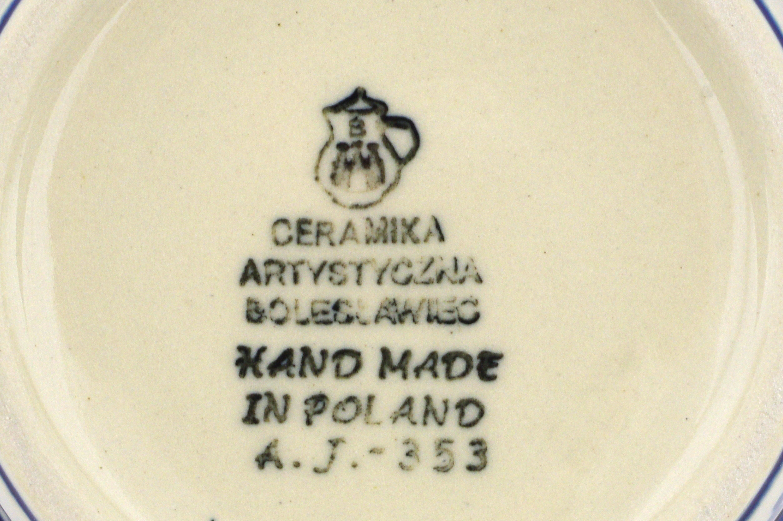 B
CERAMIKA
ARTYSTYCZNA
BOLESŁAWIEC
HAND MADE
IN POLAND
A.J.-353